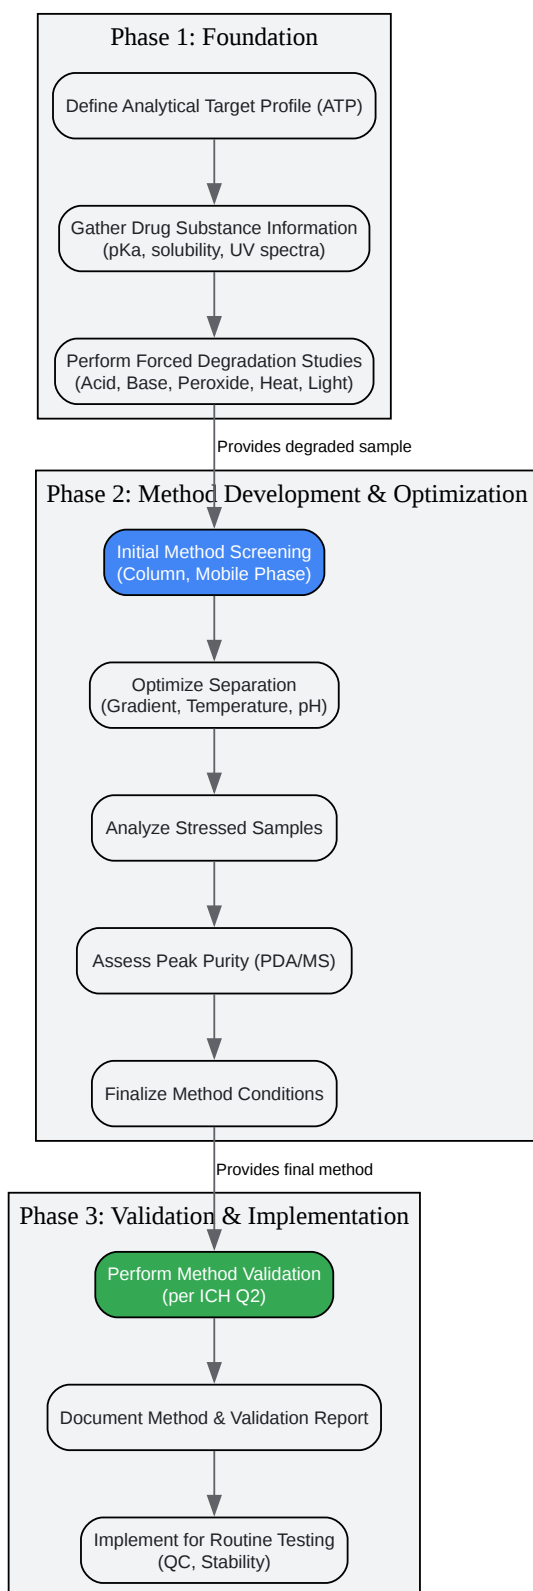 Phase 1: Foundation
Define Analytical Target Profile (ATP)
Gather Drug Substance Information
(pKa, solubility, UV spectra)
Perform Forced Degradation Studies
(Acid, Base, Peroxide, Heat, Light)
Provides degraded sample
Phase 2: Method Development & Optimization
Initial Method Screening
(Column, Mobile Phase)
Optimize Separation
(Gradient, Temperature, pH)
Analyze Stressed Samples
Assess Peak Purity (PDA/MS)
Finalize Method Conditions
Provides final method
Phase 3: Validation & Implementation
Perform Method Validation
(per ICH Q2)
Document Method & Validation Report
Implement for Routine Testing
(QC, Stability)